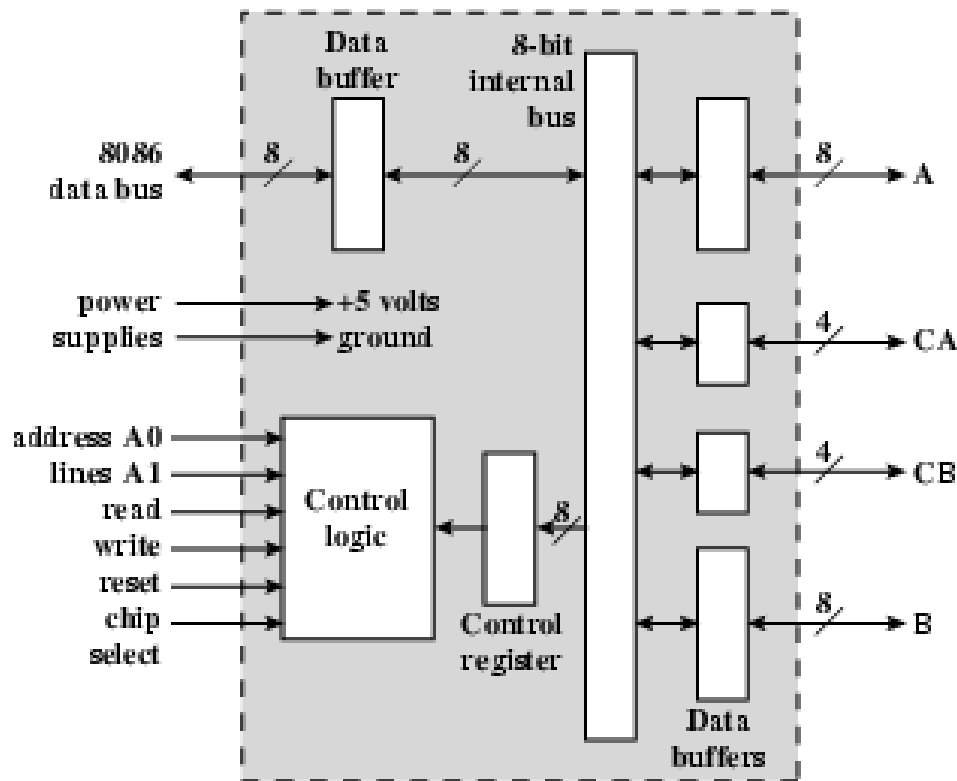 Data
buffer
8-bit
internal
bus
8086
data bus
8
8
8
A
power
supplies
+5 volts
ground
4
CA
address A0
lines A1
read
write
reset
chip
select
Control
logic
8
Control
register
4
CB
8
B
Data
buffers